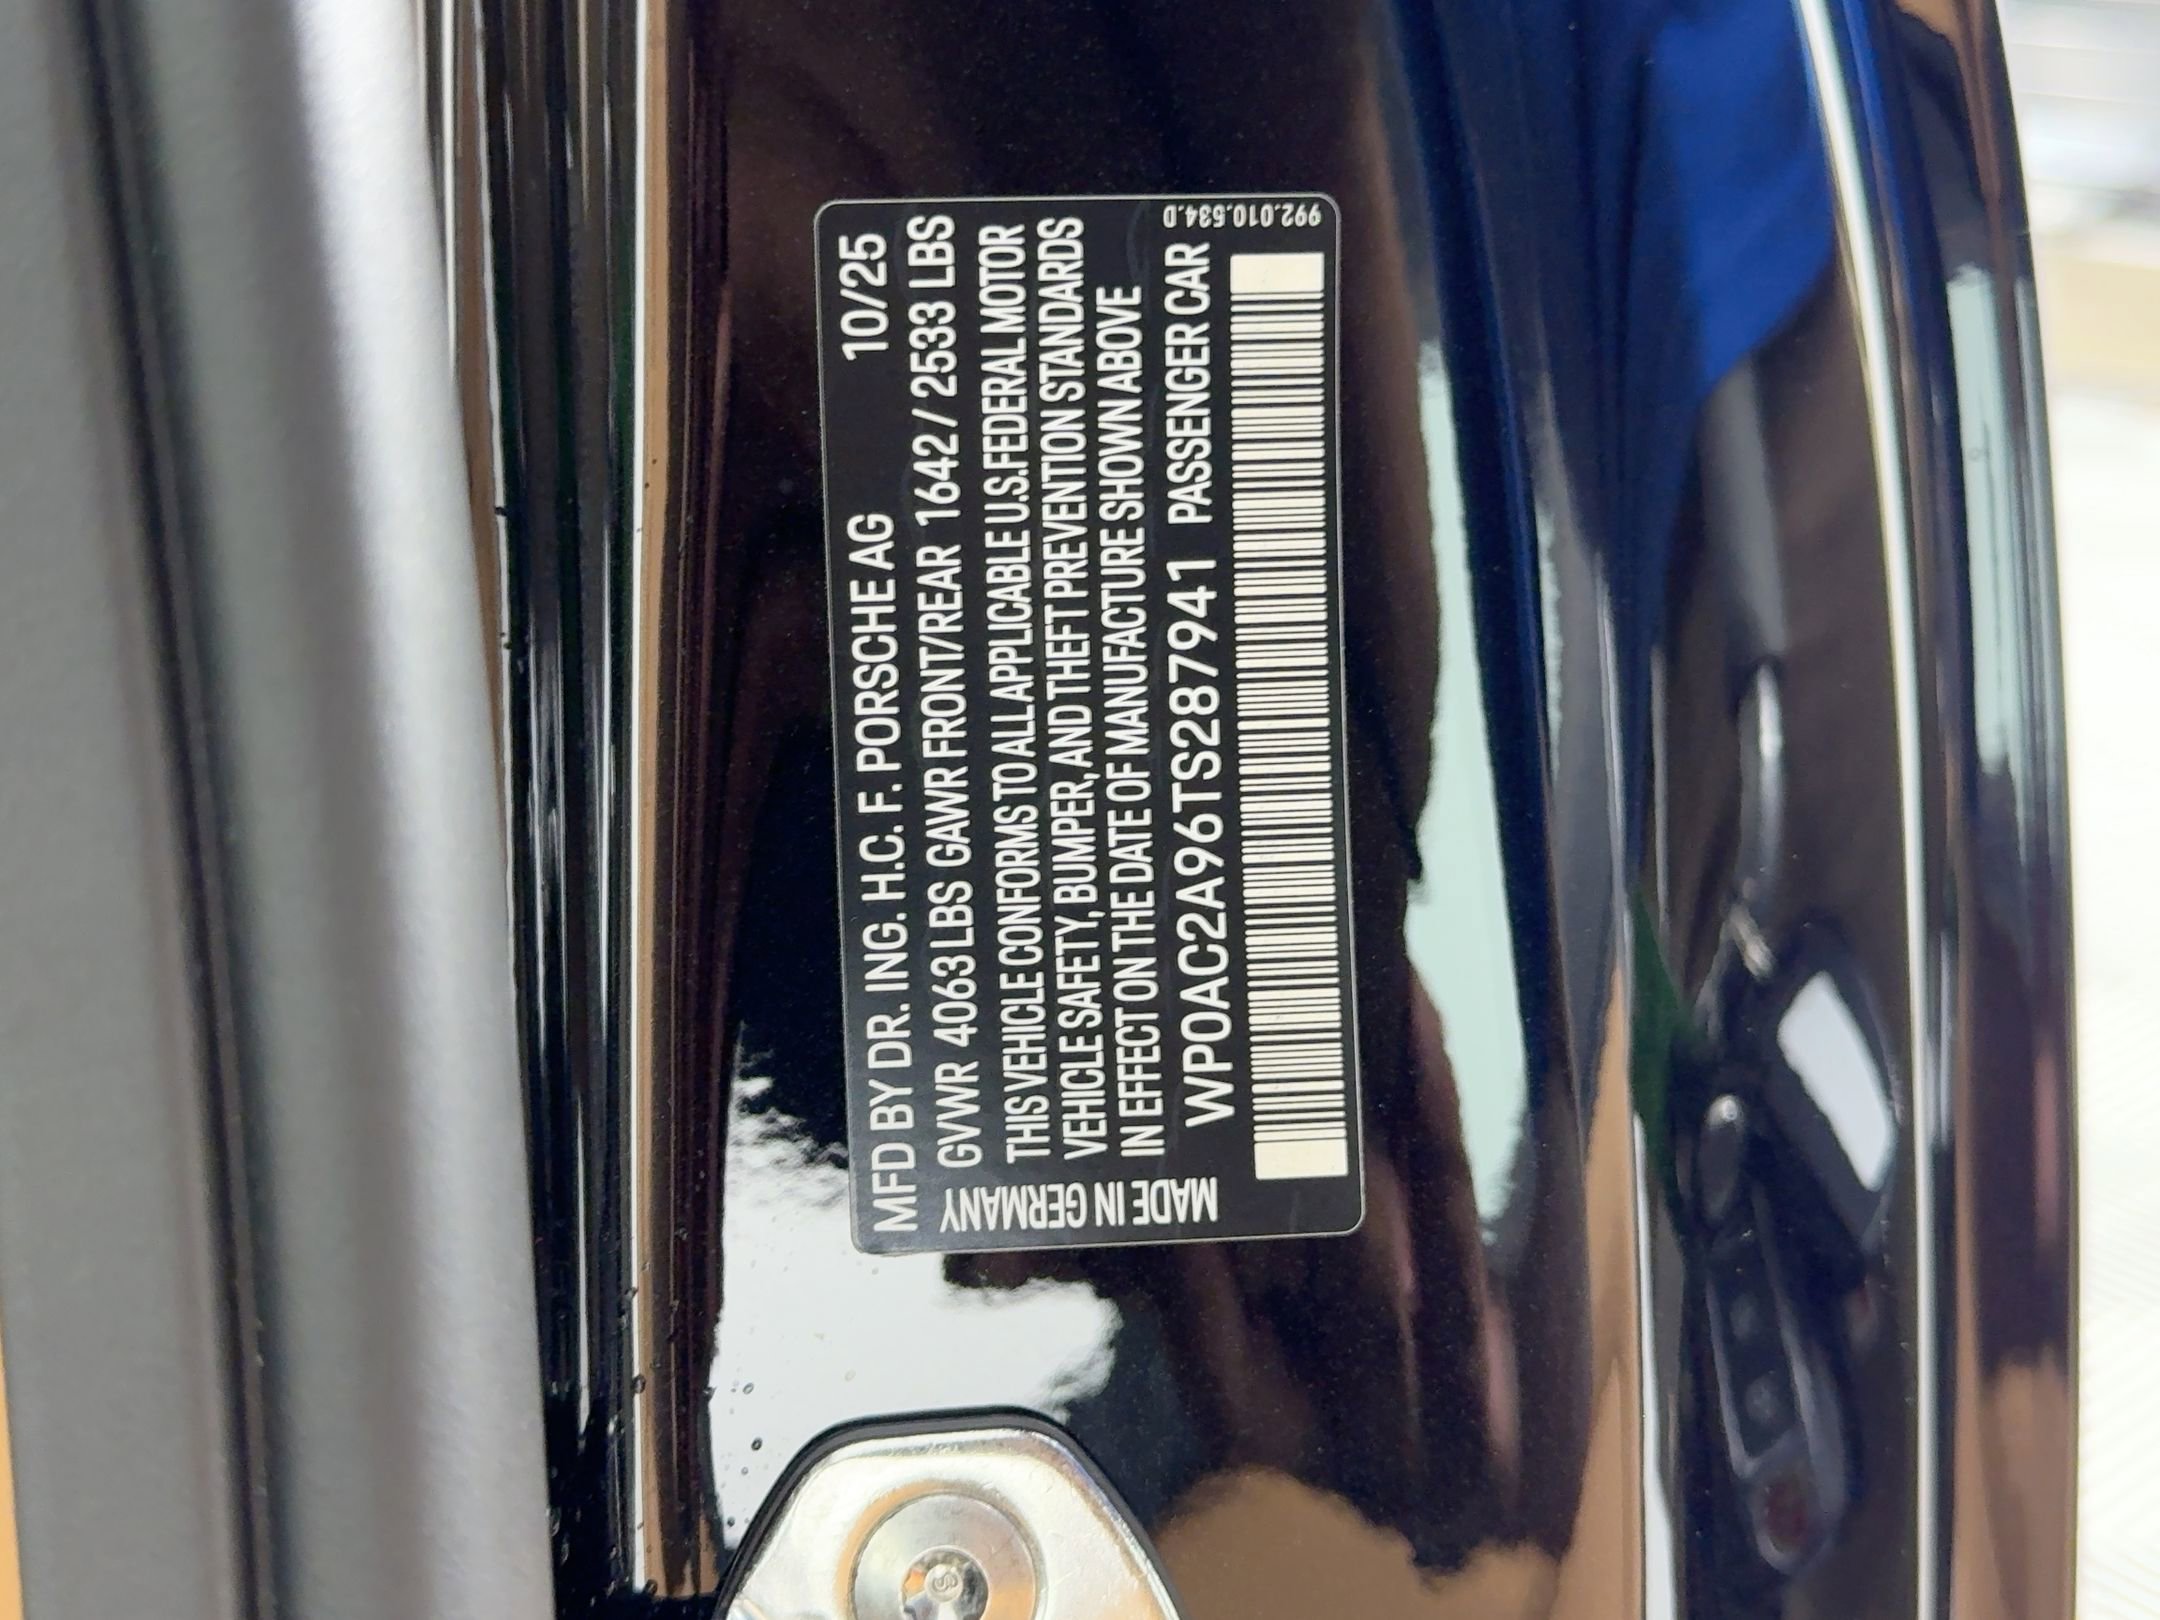 MFD BY DR. ING. H.C. F. PORSCHE AG 10/25
GVWR 4063 LBS GAWR FRONT/REAR 1642 / 2533 LBS
THIS VEHICLE CONFORMS TO ALL APPLICABLE U.S. FEDERAL MOTOR
VEHICLE SAFETY, BUMPER, AND THEFT PREVENTION STANDARDS
IN EFFECT ON THE DATE OF MANUFACTURE SHOWN ABOVE
WP0AC2A96TS287941 PASSENGER CAR
MADE IN GERMANY
992.010.534.D